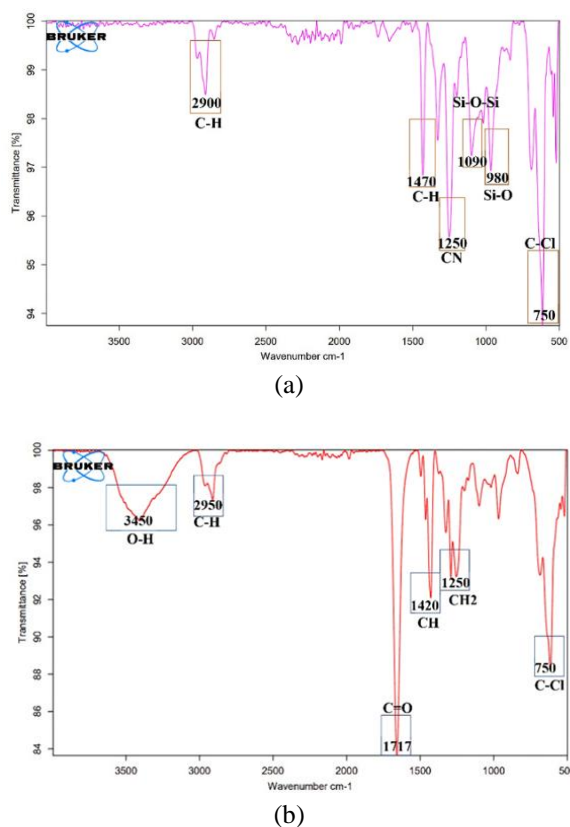 100
BRUKER
99
2900
C-H
Si-O-Si
98
1090
97
1470
980
C-H
Si-O
96
1250
CN
C-Cl
95
94
750
Transmittance [%]
3500 3000 2500 2000 1500 1000 500
Wavenumber cm-1
(a)
100
BRUKER
98
2950
3450
C-H
O-H
96
94
1250
1420
CH2
CH
92
90
750
C-Cl
88
C=O
86
1717
84
Transmittance [%]
3500 3000 2500 2000 1500 1000 50
Wavenumber cm-1
(b)